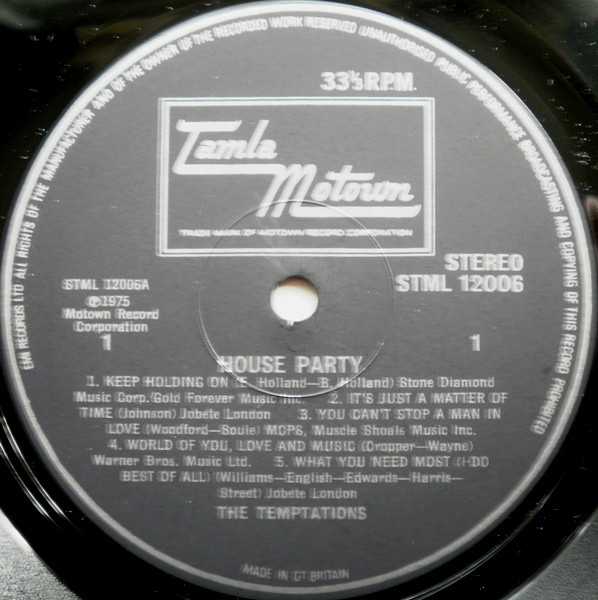 EMI RECORDS LTD ALL RIGHTS OF THE MANUFACTURER AND OF THE OWNER OF THE RECORDED WORK RESERVED UNAUTHORISED PUBLIC PERFORMANCE BROADCASTING AND COPYING OF THIS RECORD PROHIBITED
33⅓ R.P.M.
Tamla
Motown
TRADE MARK OF MOTOWN RECORD CORPORATION
STEREO
STML 12006
STML 12006A
℗1975
Motown Record
Corporation
1
1
HOUSE PARTY
1. KEEP HOLDING ON (E. Holland—B. Holland) Stone Diamond
Music Corp./Gold Forever Music Inc. 2. IT'S JUST A MATTER OF
TIME (Johnson) Jobete London 3. YOU CAN'T STOP A MAN IN
LOVE (Woodford—Soule) MCPS, Muscle Shoals Music Inc.
4. WORLD OF YOU, LOVE AND MUSIC (Cropper—Wayne)
Warner Bros. Music Ltd. 5. WHAT YOU NEED MOST (I DO
BEST OF ALL) (Williams—English—Edwards—Harris—
Street) Jobete London
THE TEMPTATIONS
MADE IN GT BRITAIN